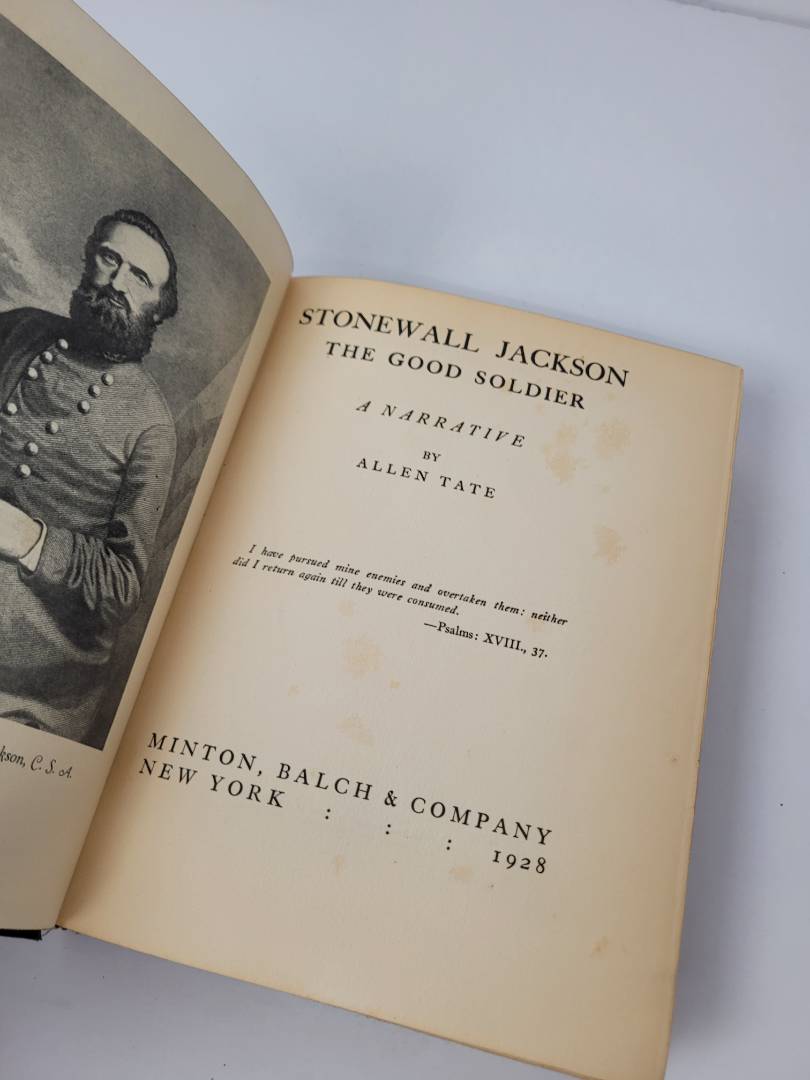 kson, C. S. A.
STONEWALL JACKSON
THE GOOD SOLDIER
A NARRATIVE
BY
ALLEN TATE
I have pursued mine enemies and overtaken them: neither
did I return again till they were consumed.
—Psalms: XVIII., 37.
MINTON, BALCH & COMPANY
NEW YORK : : : 1928